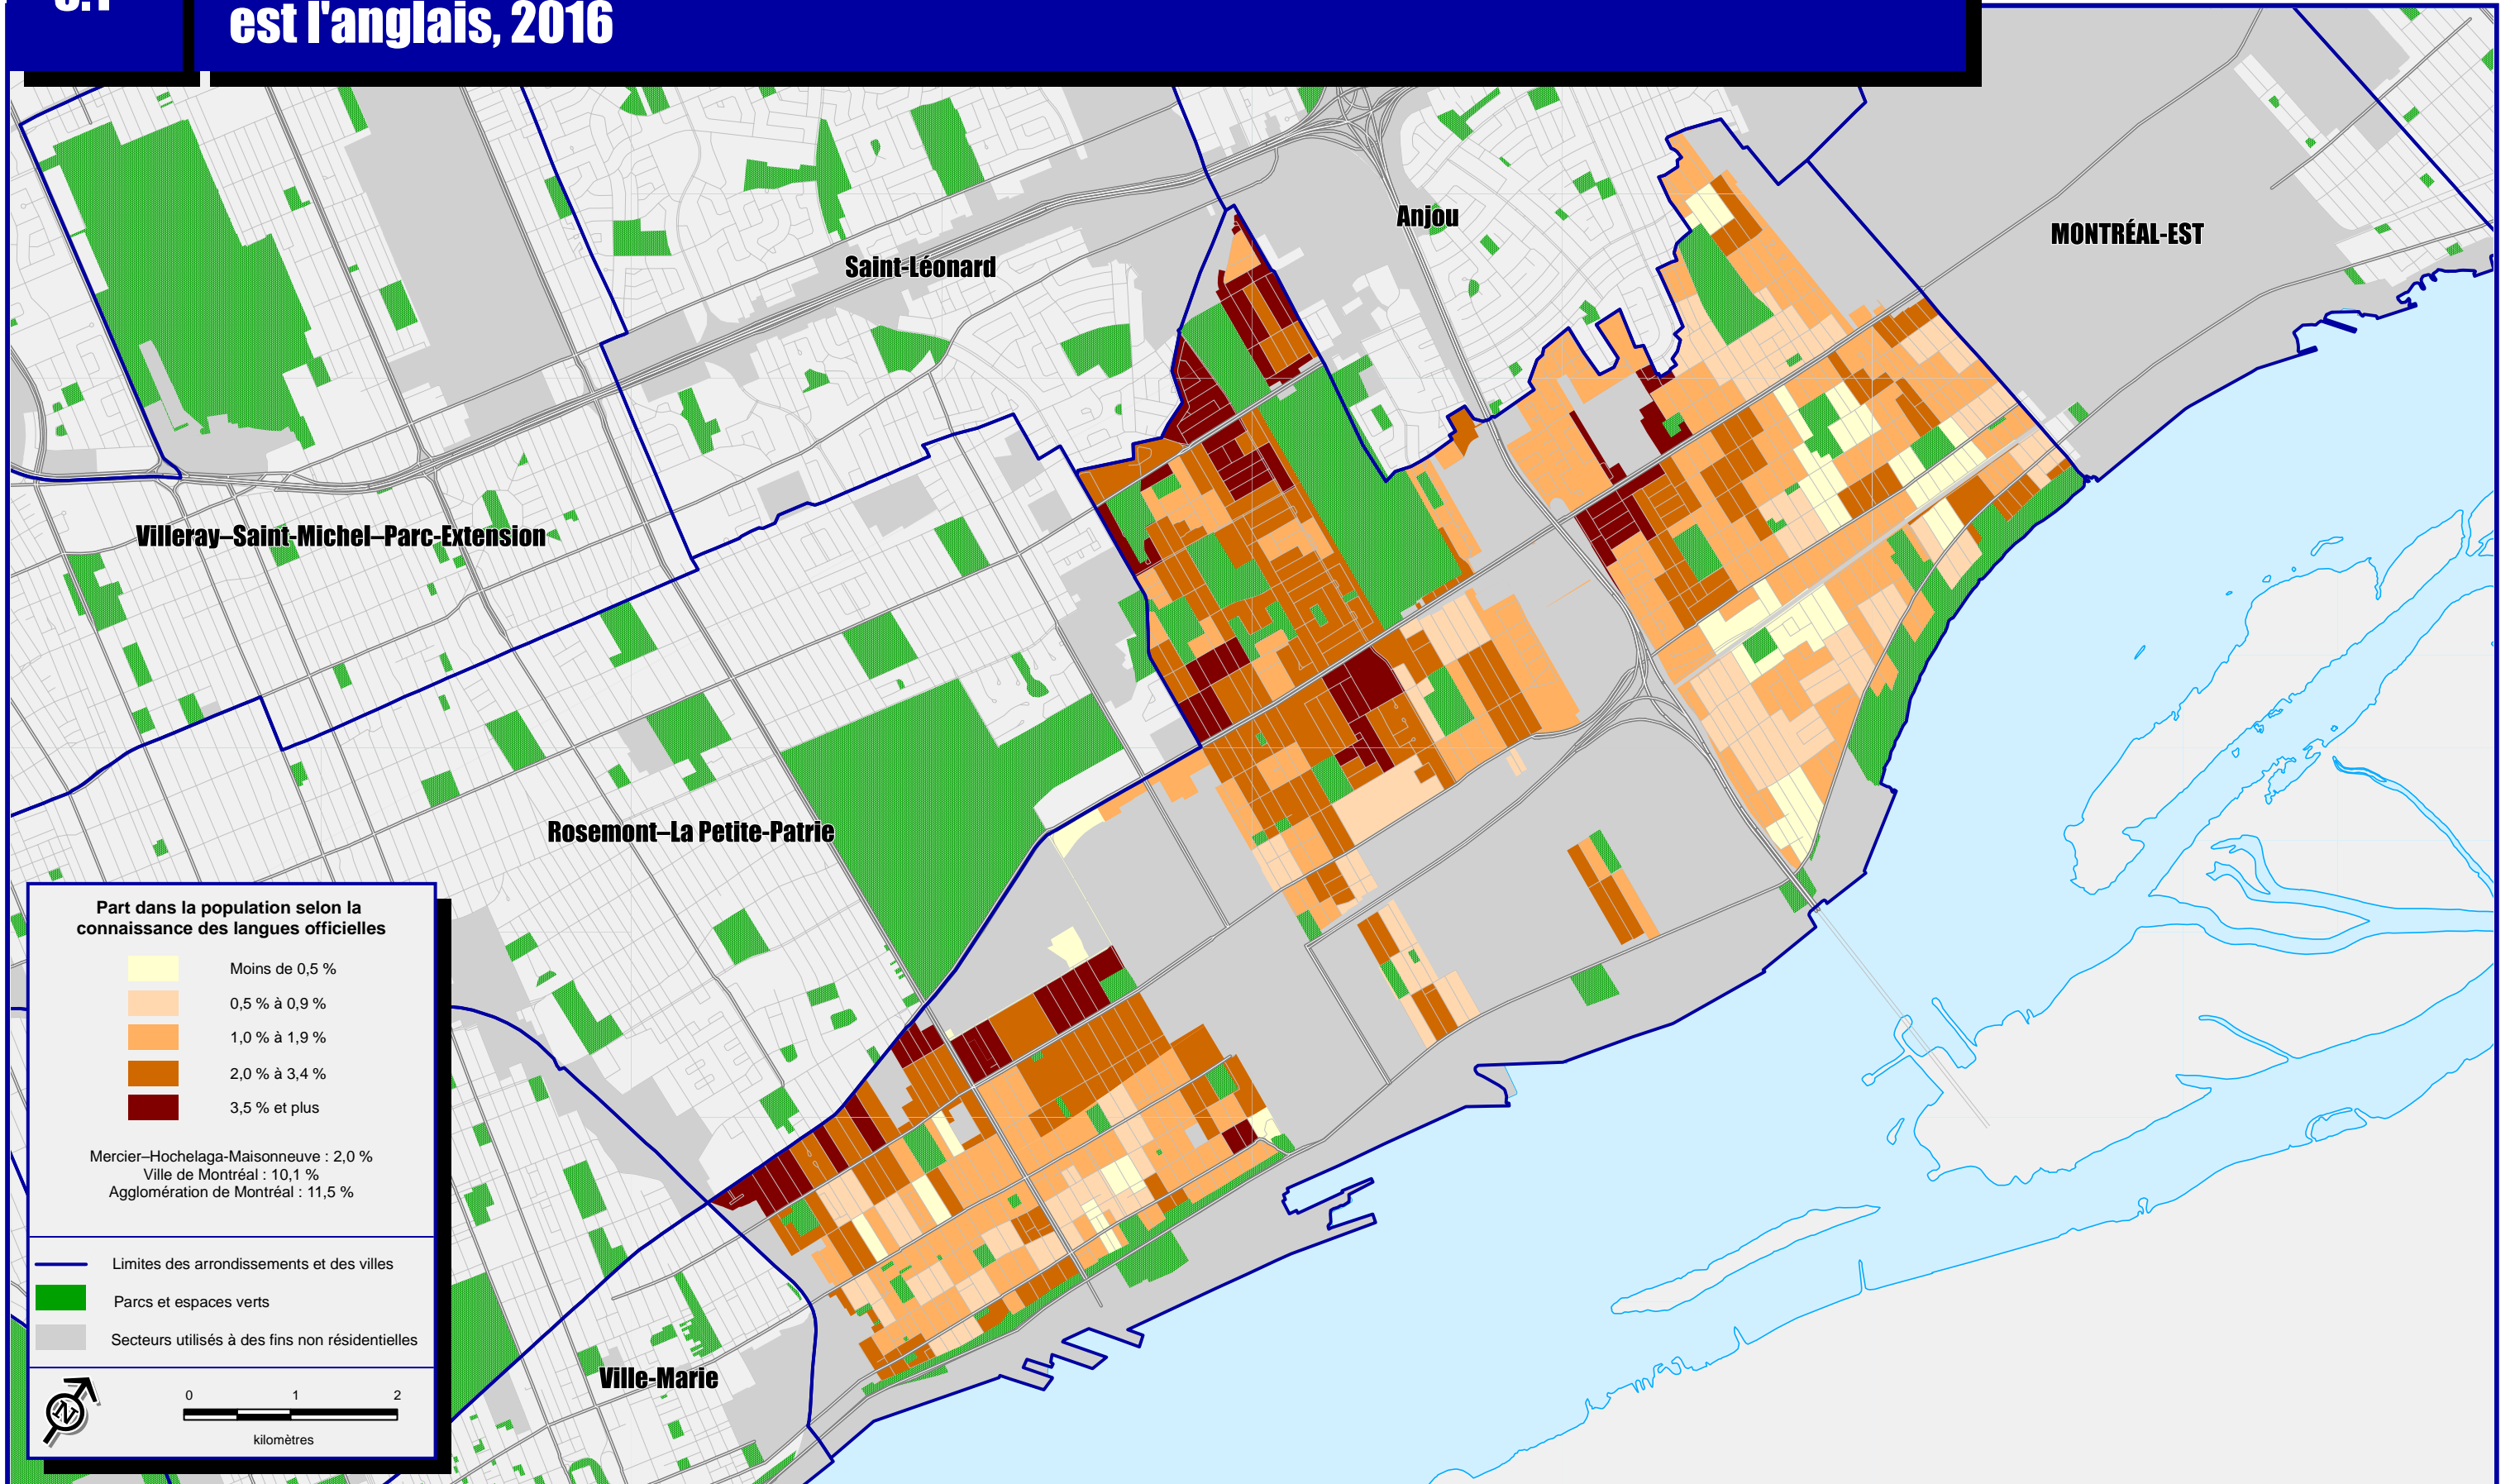 est l'anglais, 2016
Anjou
MONTRÉAL-EST
Saint-Léonard
Villeray–Saint-Michel–Parc-Extension
Rosemont–La Petite-Patrie
Ville-Marie
Part dans la population selon la
connaissance des langues officielles
Moins de 0,5 %
0,5 % à 0,9 %
1,0 % à 1,9 %
2,0 % à 3,4 %
3,5 % et plus
Mercier–Hochelaga-Maisonneuve : 2,0 %
Ville de Montréal : 10,1 %
Agglomération de Montréal : 11,5 %
Limites des arrondissements et des villes
Parcs et espaces verts
Secteurs utilisés à des fins non résidentielles
N
0 1 2
kilomètres